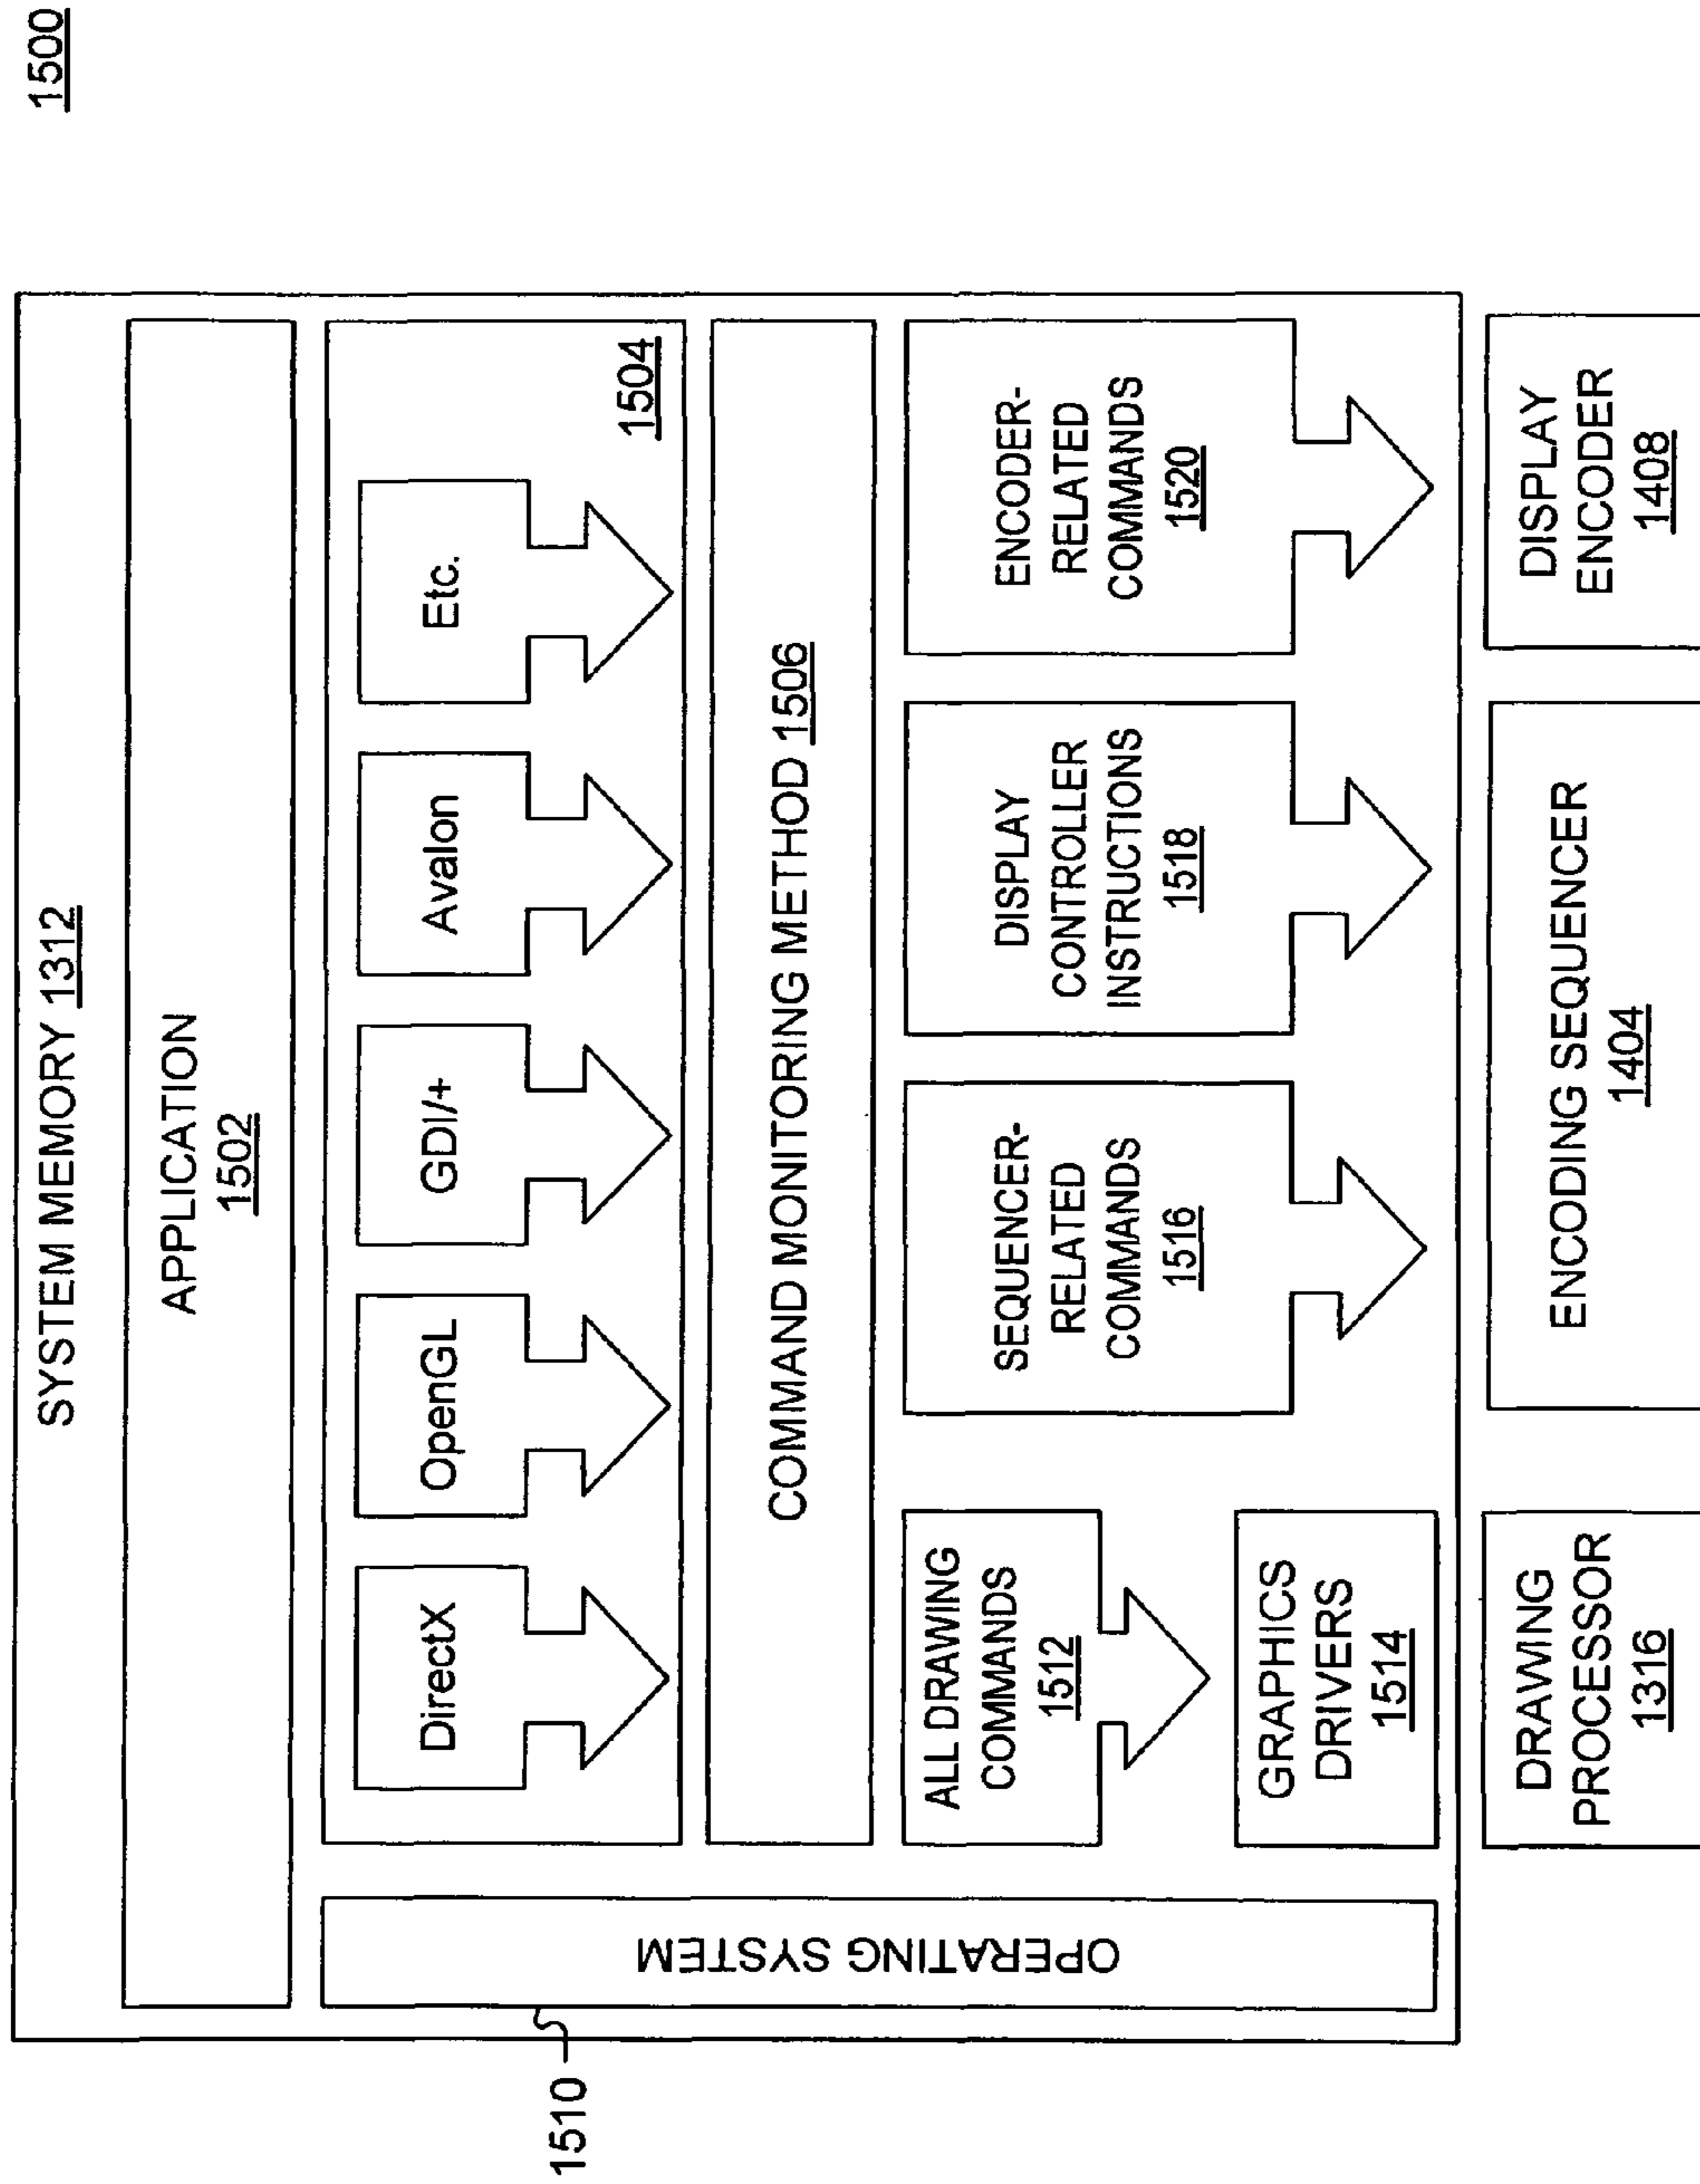 1500
SYSTEM MEMORY 1312
APPLICATION
1502
DirectX
OpenGL
GDI/+
Avalon
Etc.
1504
COMMAND MONITORING METHOD 1506
ALL DRAWING
COMMANDS
1512
SEQUENCER-
RELATED
COMMANDS
1516
DISPLAY
CONTROLLER
INSTRUCTIONS
1518
ENCODER-
RELATED
COMMANDS
1520
GRAPHICS
DRIVERS
1514
OPERATING SYSTEM
1510
DRAWING
PROCESSOR
1316
ENCODING SEQUENCER
1404
DISPLAY
ENCODER
1408